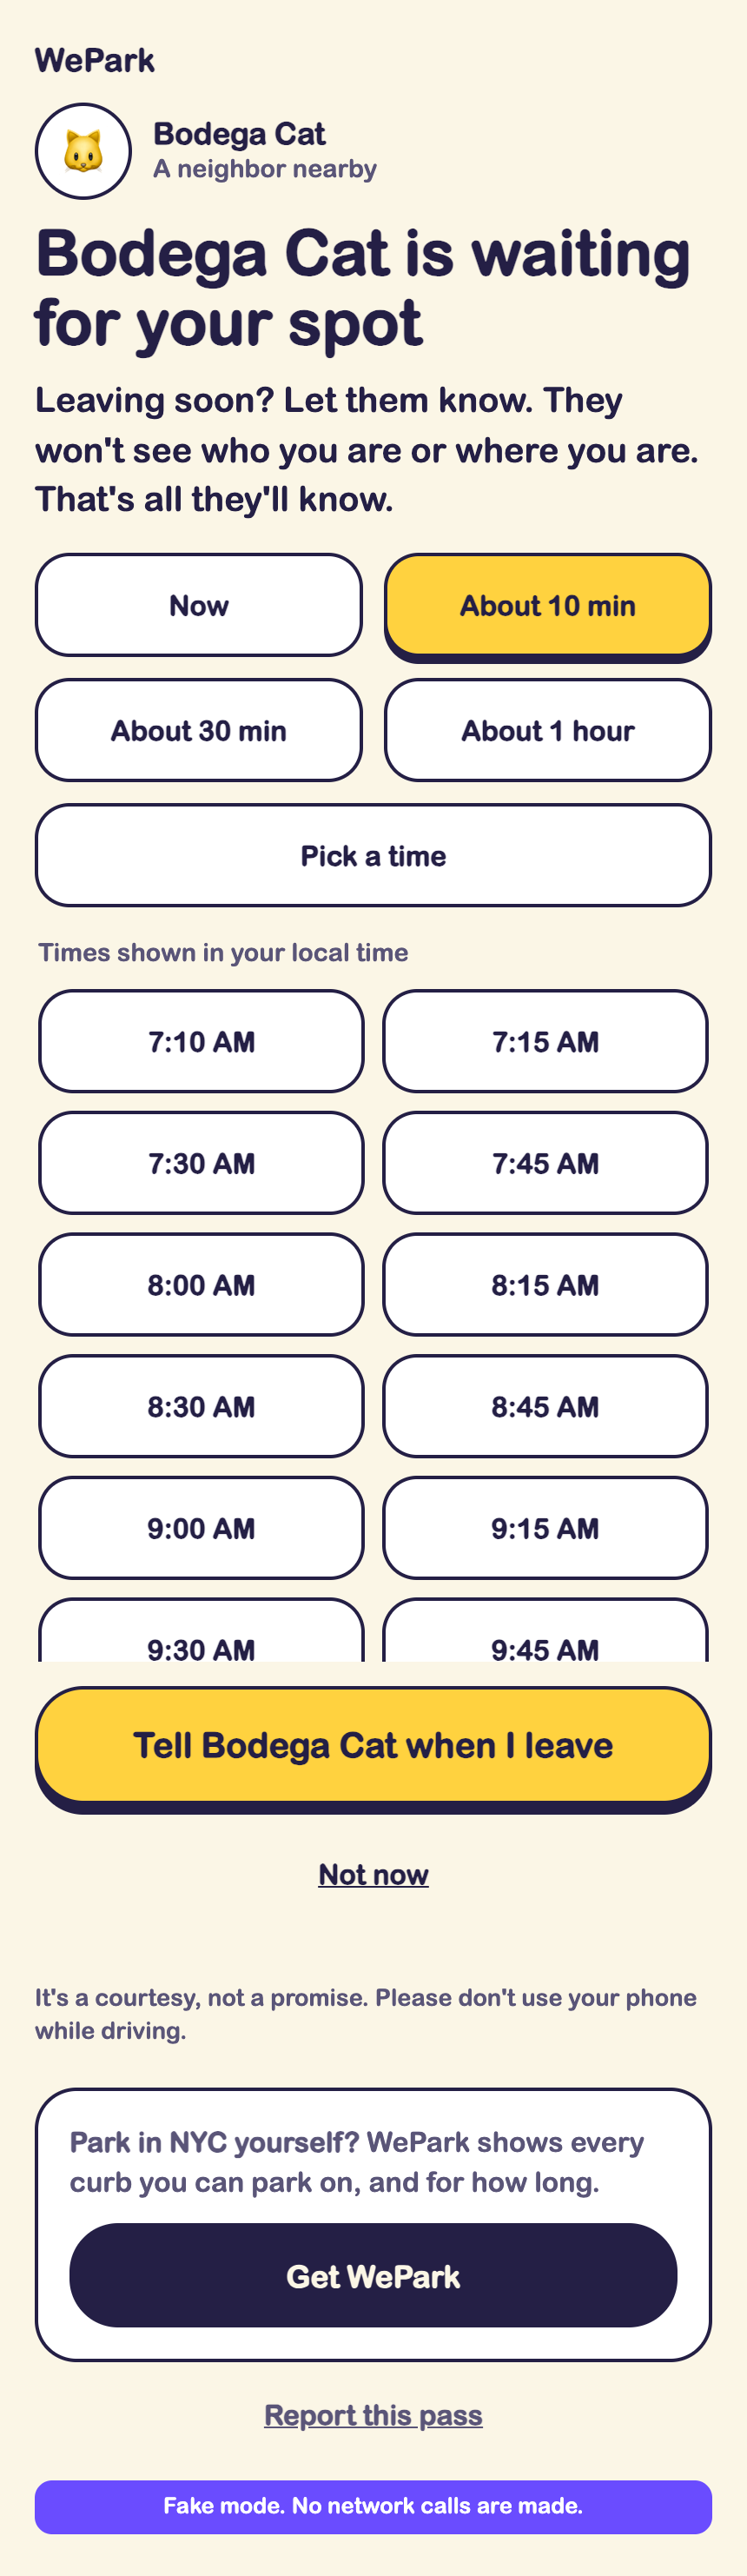 WePark
Bodega Cat
A neighbor nearby
Bodega Cat is waiting
for your spot
Leaving soon? Let them know. They
won't see who you are or where you are.
That's all they'll know.
Now
About 10 min
About 30 min
About 1 hour
Pick a time
Times shown in your local time
7:10 AM
7:15 AM
7:30 AM
7:45 AM
8:00 AM
8:15 AM
8:30 AM
8:45 AM
9:00 AM
9:15 AM
9:30 AM
9:45 AM
Tell Bodega Cat when I leave
Not now
It's a courtesy, not a promise. Please don't use your phone
while driving.
Park in NYC yourself? WePark shows every
curb you can park on, and for how long.
Get WePark
Report this pass
Fake mode. No network calls are made.